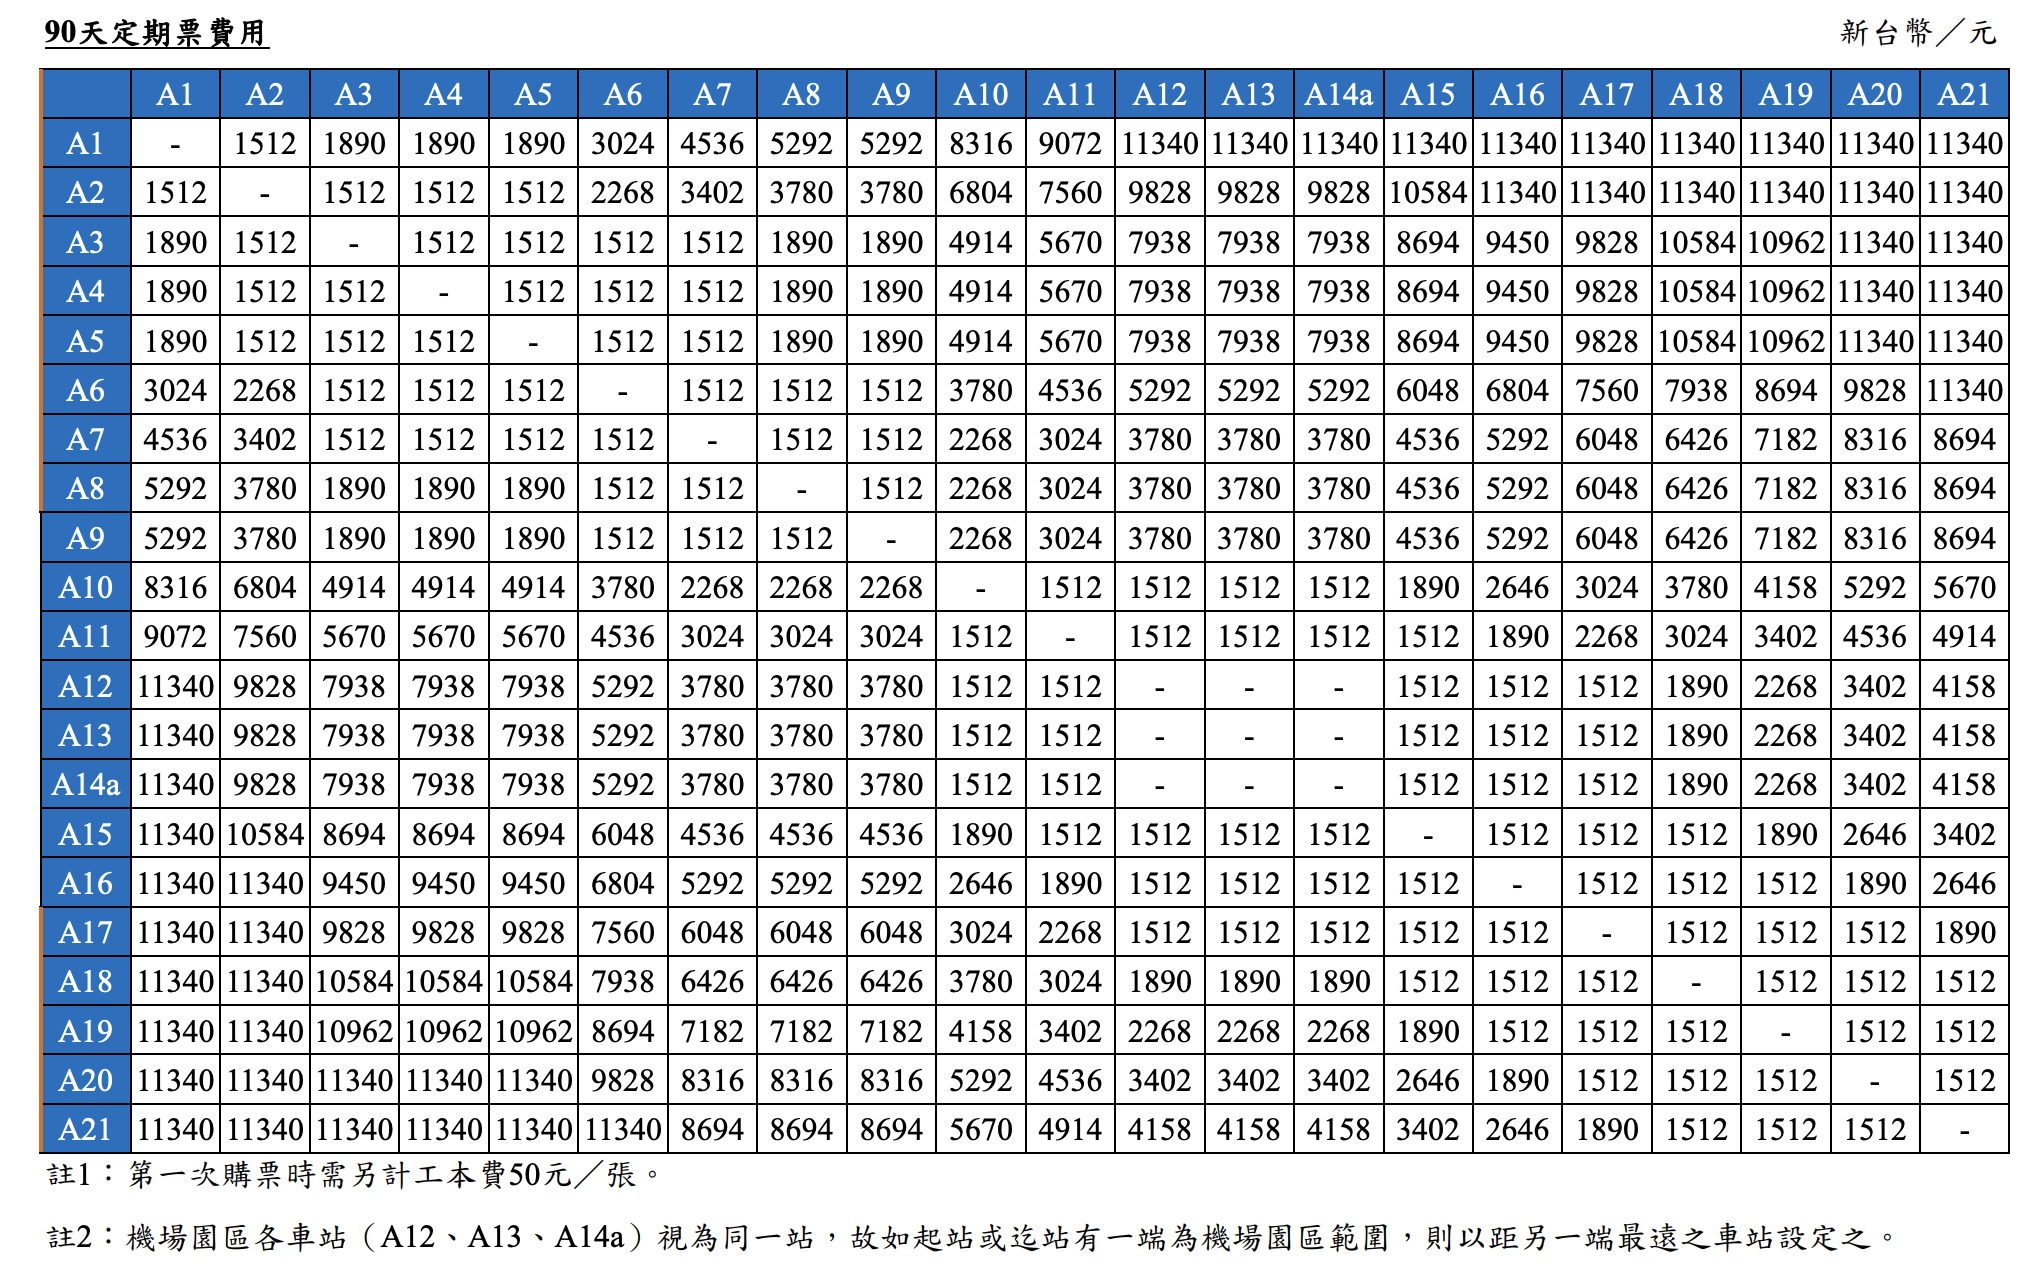 90天定期票費用 新台幣／元
A1 A2 A3 A4 A5 A6 A7 A8 A9 A10 A11 A12 A13 A14a A15 A16 A17 A18 A19 A20 A21
A1 - 1512 1890 1890 1890 3024 4536 5292 5292 8316 9072 11340 11340 11340 11340 11340 11340 11340 11340 11340 11340
A2 1512 - 1512 1512 1512 2268 3402 3780 3780 6804 7560 9828 9828 9828 10584 11340 11340 11340 11340 11340 11340
A3 1890 1512 - 1512 1512 1512 1512 1890 1890 4914 5670 7938 7938 7938 8694 9450 9828 10584 10962 11340 11340
A4 1890 1512 1512 - 1512 1512 1512 1890 1890 4914 5670 7938 7938 7938 8694 9450 9828 10584 10962 11340 11340
A5 1890 1512 1512 1512 - 1512 1512 1890 1890 4914 5670 7938 7938 7938 8694 9450 9828 10584 10962 11340 11340
A6 3024 2268 1512 1512 1512 - 1512 1512 1512 3780 4536 5292 5292 5292 6048 6804 7560 7938 8694 9828 11340
A7 4536 3402 1512 1512 1512 1512 - 1512 1512 2268 3024 3780 3780 3780 4536 5292 6048 6426 7182 8316 8694
A8 5292 3780 1890 1890 1890 1512 1512 - 1512 2268 3024 3780 3780 3780 4536 5292 6048 6426 7182 8316 8694
A9 5292 3780 1890 1890 1890 1512 1512 1512 - 2268 3024 3780 3780 3780 4536 5292 6048 6426 7182 8316 8694
A10 8316 6804 4914 4914 4914 3780 2268 2268 2268 - 1512 1512 1512 1512 1890 2646 3024 3780 4158 5292 5670
A11 9072 7560 5670 5670 5670 4536 3024 3024 3024 1512 - 1512 1512 1512 1512 1890 2268 3024 3402 4536 4914
A12 11340 9828 7938 7938 7938 5292 3780 3780 3780 1512 1512 - - - 1512 1512 1512 1890 2268 3402 4158
A13 11340 9828 7938 7938 7938 5292 3780 3780 3780 1512 1512 - - - 1512 1512 1512 1890 2268 3402 4158
A14a 11340 9828 7938 7938 7938 5292 3780 3780 3780 1512 1512 - - - 1512 1512 1512 1890 2268 3402 4158
A15 11340 10584 8694 8694 8694 6048 4536 4536 4536 1890 1512 1512 1512 1512 - 1512 1512 1512 1890 2646 3402
A16 11340 11340 9450 9450 9450 6804 5292 5292 5292 2646 1890 1512 1512 1512 1512 - 1512 1512 1512 1890 2646
A17 11340 11340 9828 9828 9828 7560 6048 6048 6048 3024 2268 1512 1512 1512 1512 1512 - 1512 1512 1512 1890
A18 11340 11340 10584 10584 10584 7938 6426 6426 6426 3780 3024 1890 1890 1890 1512 1512 1512 - 1512 1512 1512
A19 11340 11340 10962 10962 10962 8694 7182 7182 7182 4158 3402 2268 2268 2268 1890 1512 1512 1512 - 1512 1512
A20 11340 11340 11340 11340 11340 9828 8316 8316 8316 5292 4536 3402 3402 3402 2646 1890 1512 1512 1512 - 1512
A21 11340 11340 11340 11340 11340 11340 8694 8694 8694 5670 4914 4158 4158 4158 3402 2646 1890 1512 1512 1512 -
註1：第一次購票時需另計工本費50元／張。
註2：機場園區各車站（A12、A13、A14a）視為同一站，故如起站或迄站有一端為機場園區範圍，則以距另一端最遠之車站設定之。